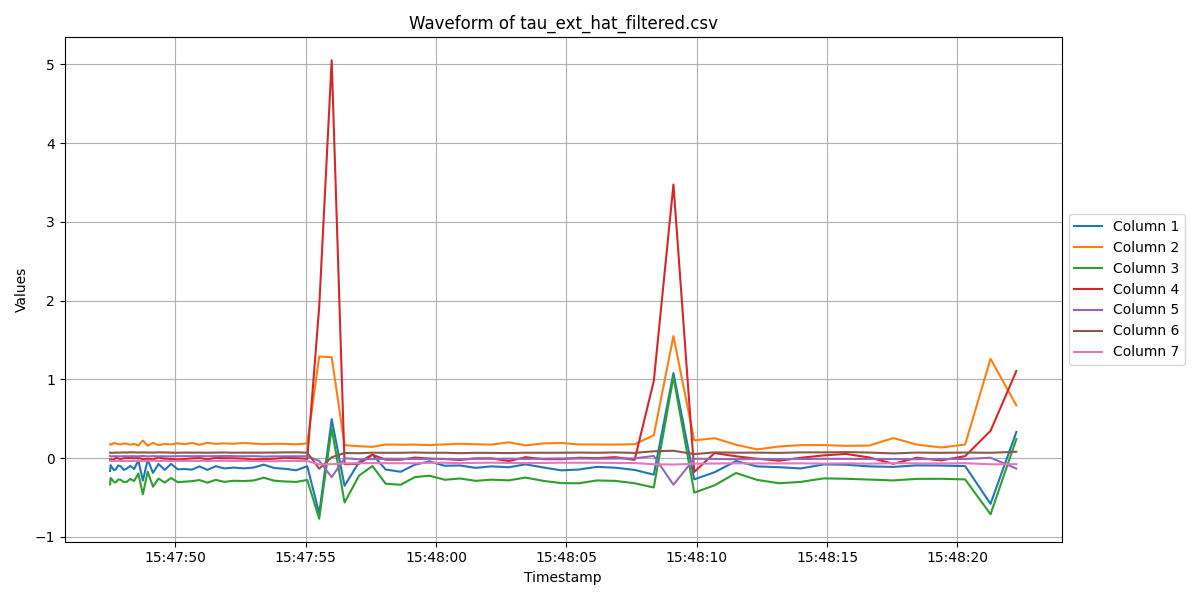 Waveform of tau_ext_hat_filtered.csv
Values
5
4
3
2
1
0
−1
15:47:50 15:47:55 15:48:00 15:48:05 15:48:10 15:48:15 15:48:20
Timestamp
Column 1
Column 2
Column 3
Column 4
Column 5
Column 6
Column 7